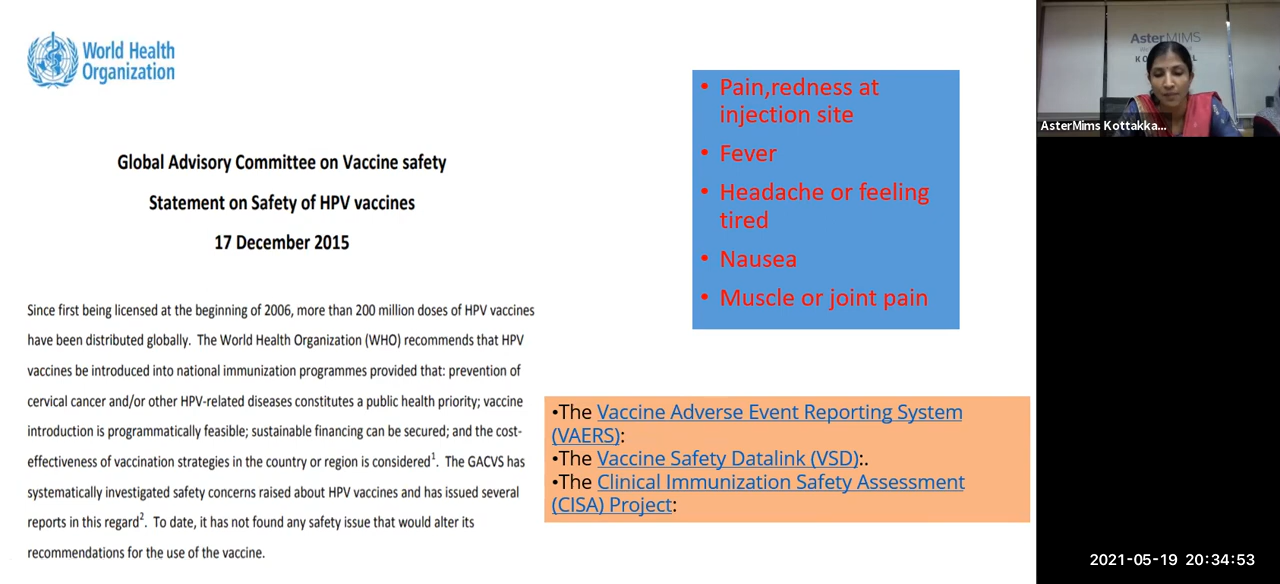 World Health
Organization
Global Advisory Committee on Vaccine safety
Statement on Safety of HPV vaccines
17 December 2015
Since first being licensed at the beginning of 2006, more than 200 million doses of HPV vaccines
have been distributed globally. The World Health Organization (WHO) recommends that HPV
vaccines be introduced into national immunization programmes provided that: prevention of
cervical cancer and/or other HPV-related diseases constitutes a public health priority; vaccine
introduction is programmatically feasible; sustainable financing can be secured; and the cost-
effectiveness of vaccination strategies in the country or region is considered1. The GACVS has
systematically investigated safety concerns raised about HPV vaccines and has issued several
reports in this regard2. To date, it has not found any safety issue that would alter its
recommendations for the use of the vaccine.
• Pain,redness at
injection site
• Fever
• Headache or feeling
tired
• Nausea
• Muscle or joint pain
•The Vaccine Adverse Event Reporting System
(VAERS):
•The Vaccine Safety Datalink (VSD):.
•The Clinical Immunization Safety Assessment
(CISA) Project:
AsterMIMS
AsterMims Kottakka...
2021-05-19 20:34:53